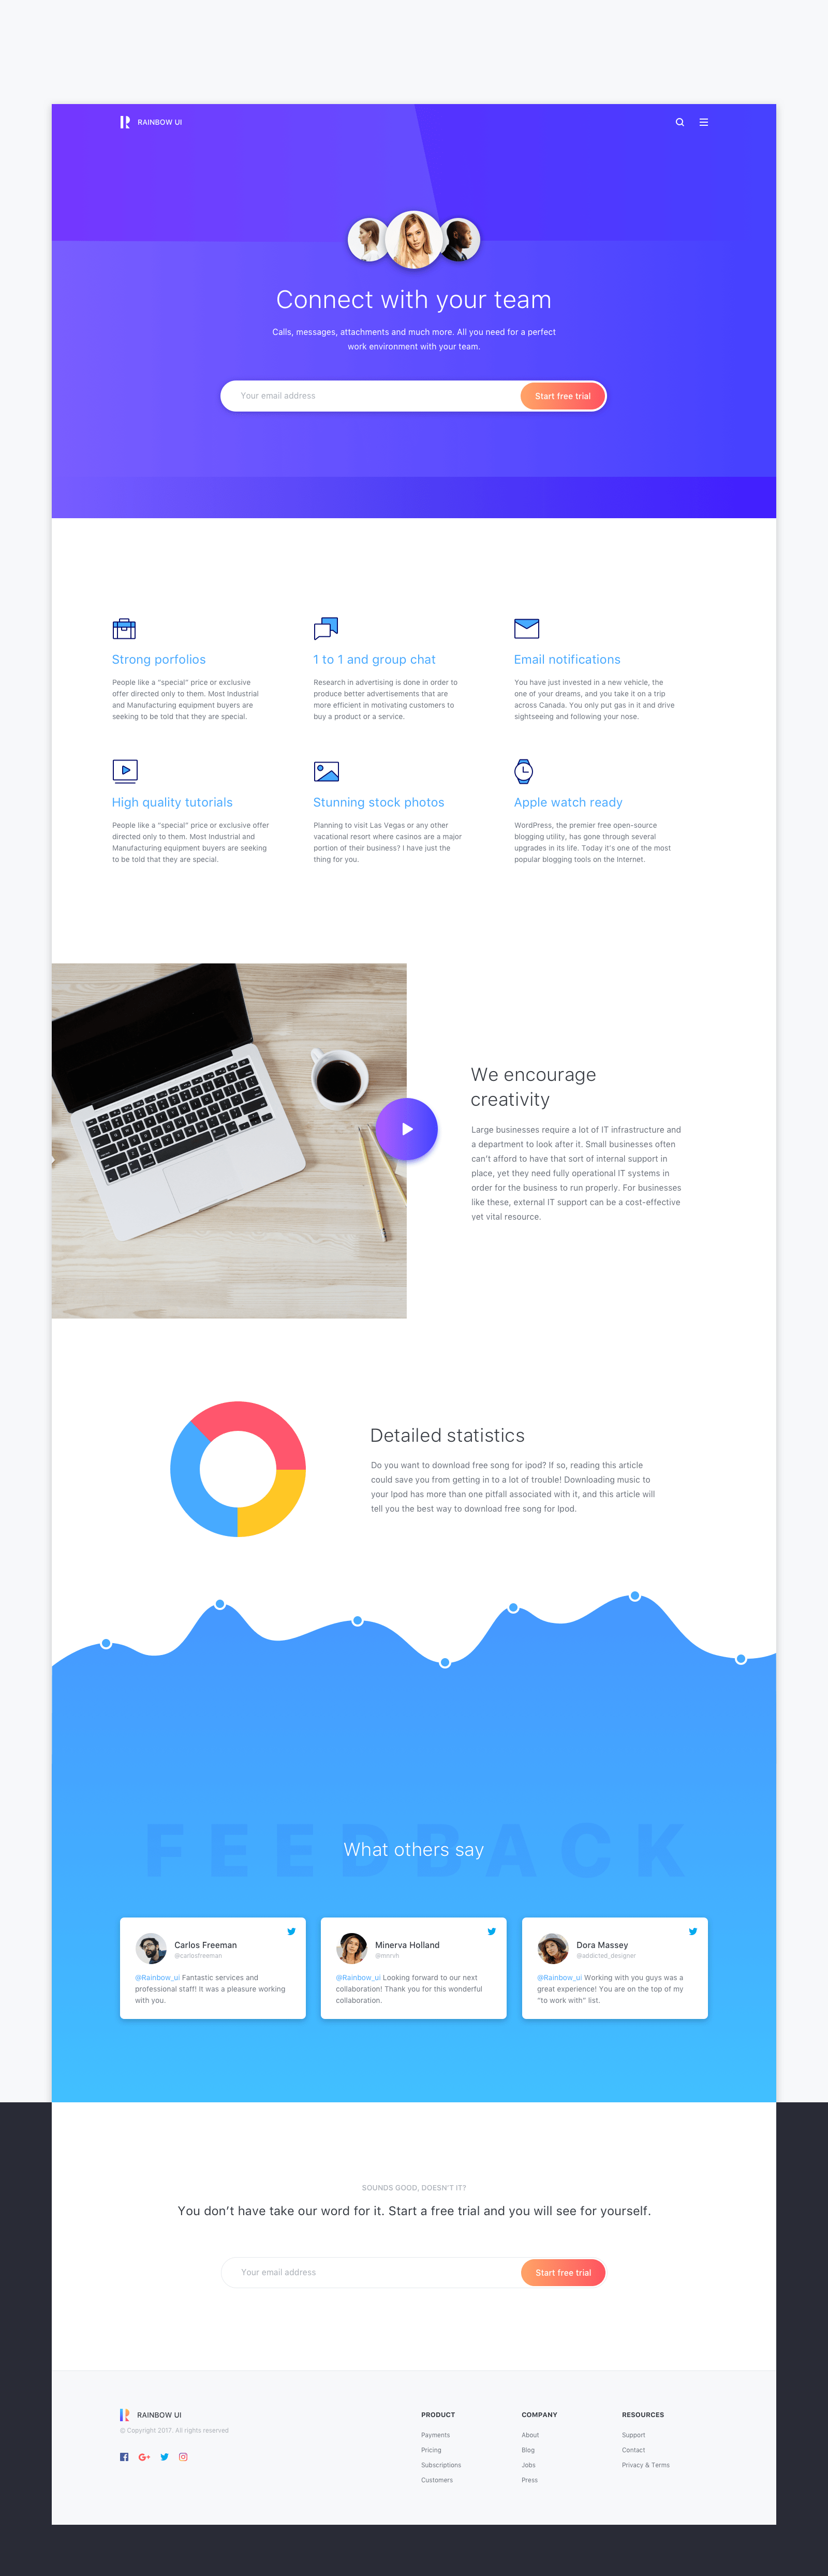 RAINBOW UI
Connect with your team
Calls, messages, attachments and much more. All you need for a perfect
work environment with your team.
Your email address
Start free trial
Strong porfolios
People like a "special" price or exclusive
offer directed only to them. Most Industrial
and Manufacturing equipment buyers are
seeking to be told that they are special.
1 to 1 and group chat
Research in advertising is done in order to
produce better advertisements that are
more efficient in motivating customers to
buy a product or a service.
Email notifications
You have just invested in a new vehicle, the
one of your dreams, and you take it on a trip
across Canada. You only put gas in it and drive
sightseeing and following your nose.
High quality tutorials
People like a "special" price or exclusive offer
directed only to them. Most Industrial and
Manufacturing equipment buyers are seeking
to be told that they are special.
Stunning stock photos
Planning to visit Las Vegas or any other
vacational resort where casinos are a major
portion of their business? I have just the
thing for you.
Apple watch ready
WordPress, the premier free open-source
blogging utility, has gone through several
upgrades in its life. Today it's one of the most
popular blogging tools on the Internet.
We encourage
creativity
Large businesses require a lot of IT infrastructure and
a department to look after it. Small businesses often
can't afford to have that sort of internal support in
place, yet they need fully operational IT systems in
order for the business to run properly. For businesses
like these, external IT support can be a cost-effective
yet vital resource.
Detailed statistics
Do you want to download free song for ipod? If so, reading this article
could save you from getting in to a lot of trouble! Downloading music to
your Ipod has more than one pitfall associated with it, and this article will
tell you the best way to download free song for Ipod.
FEEDBACK
What others say
Carlos Freeman
@carlosfreeman
@Rainbow_ui Fantastic services and
professional staff! It was a pleasure working
with you.
Minerva Holland
@mnrvh
@Rainbow_ui Looking forward to our next
collaboration! Thank you for this wonderful
collaboration.
Dora Massey
@addicted_designer
@Rainbow_ui Working with you guys was a
great experience! You are on the top of my
"to work with" list.
SOUNDS GOOD, DOESN'T IT?
You don't have take our word for it. Start a free trial and you will see for yourself.
Your email address
Start free trial
RAINBOW UI
© Copyright 2017. All rights reserved
PRODUCT
Payments
Pricing
Subscriptions
Customers
COMPANY
About
Blog
Jobs
Press
RESOURCES
Support
Contact
Privacy & Terms